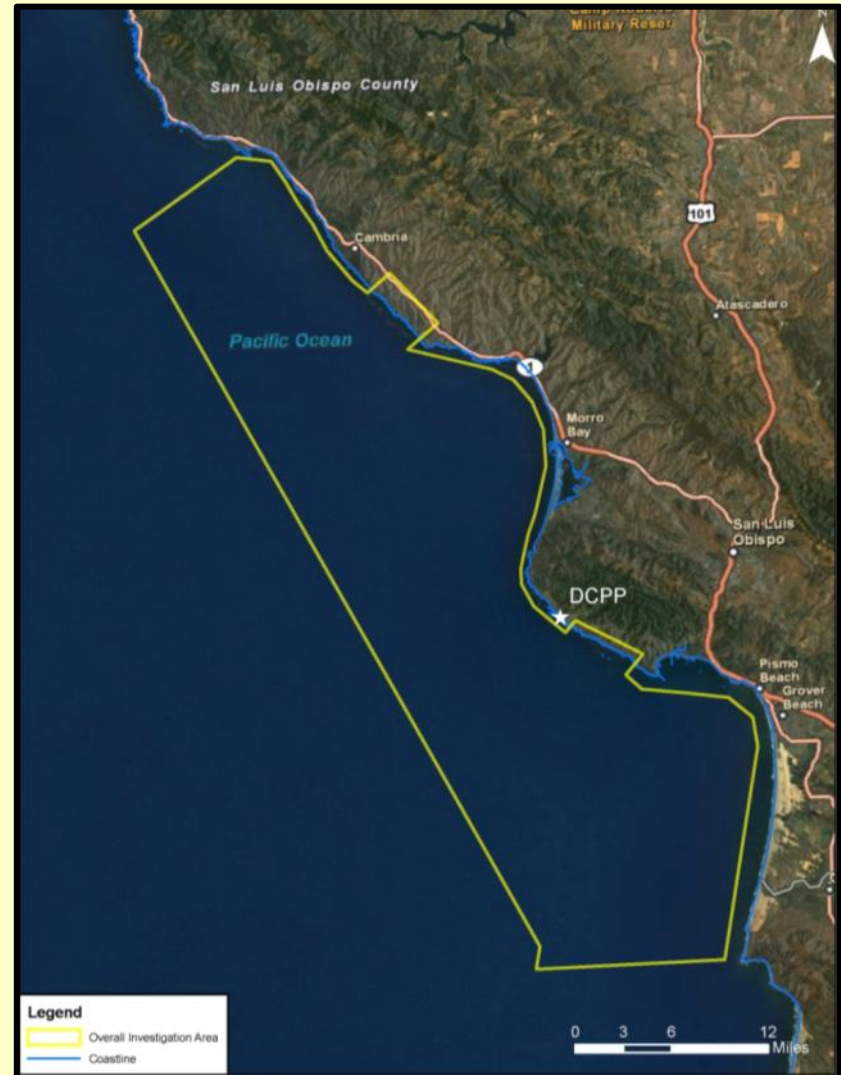 Military Reser
N
San Luis Obispo County
101
Cambria
Atascadero
Pacific Ocean
1
Morro
Bay
San Luis
Obispo
DCPP
Pismo
Beach
Grover
Beach
Legend
Overall Investigation Area
Coastline
0 3 6 12
Miles